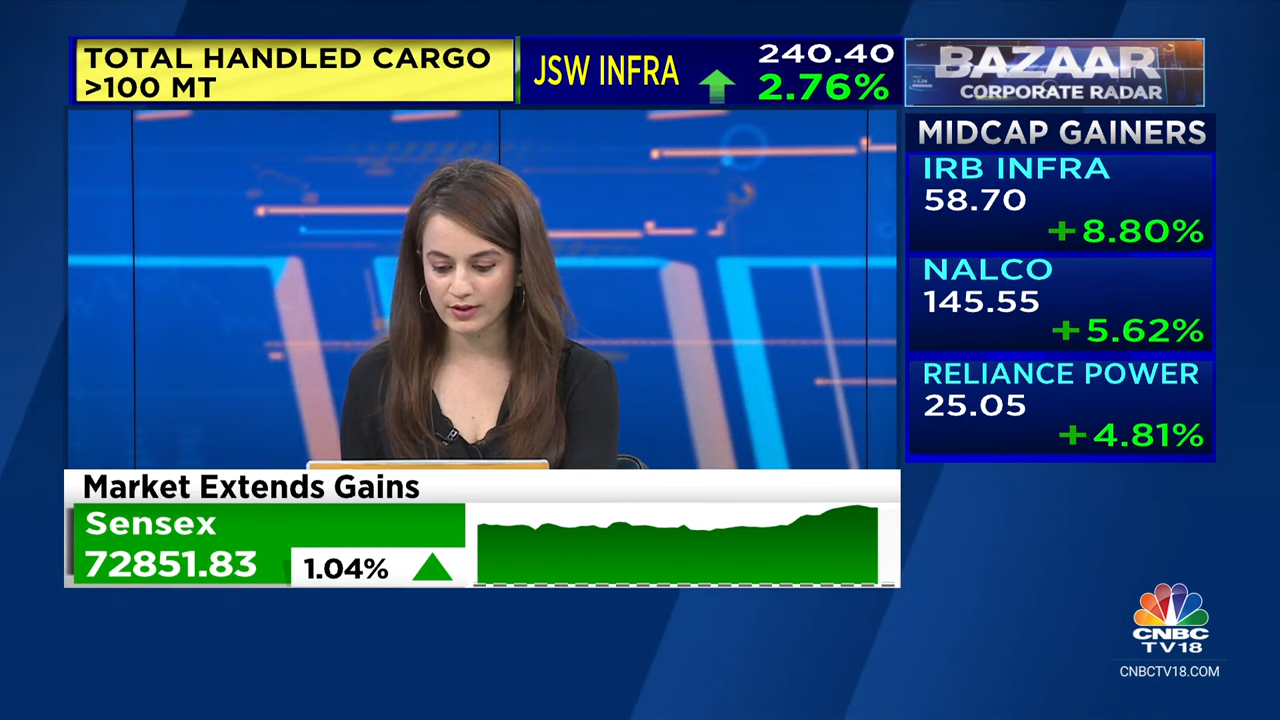 TOTAL HANDLED CARGO
>100 MT
JSW INFRA
240.40
2.76%
BAZAAR
CORPORATE RADAR
MIDCAP GAINERS
IRB INFRA
58.70
+8.80%
NALCO
145.55
+5.62%
RELIANCE POWER
25.05
+4.81%
Market Extends Gains
Sensex
72851.83
1.04%
CNBC
TV18
CNBCTV18.COM